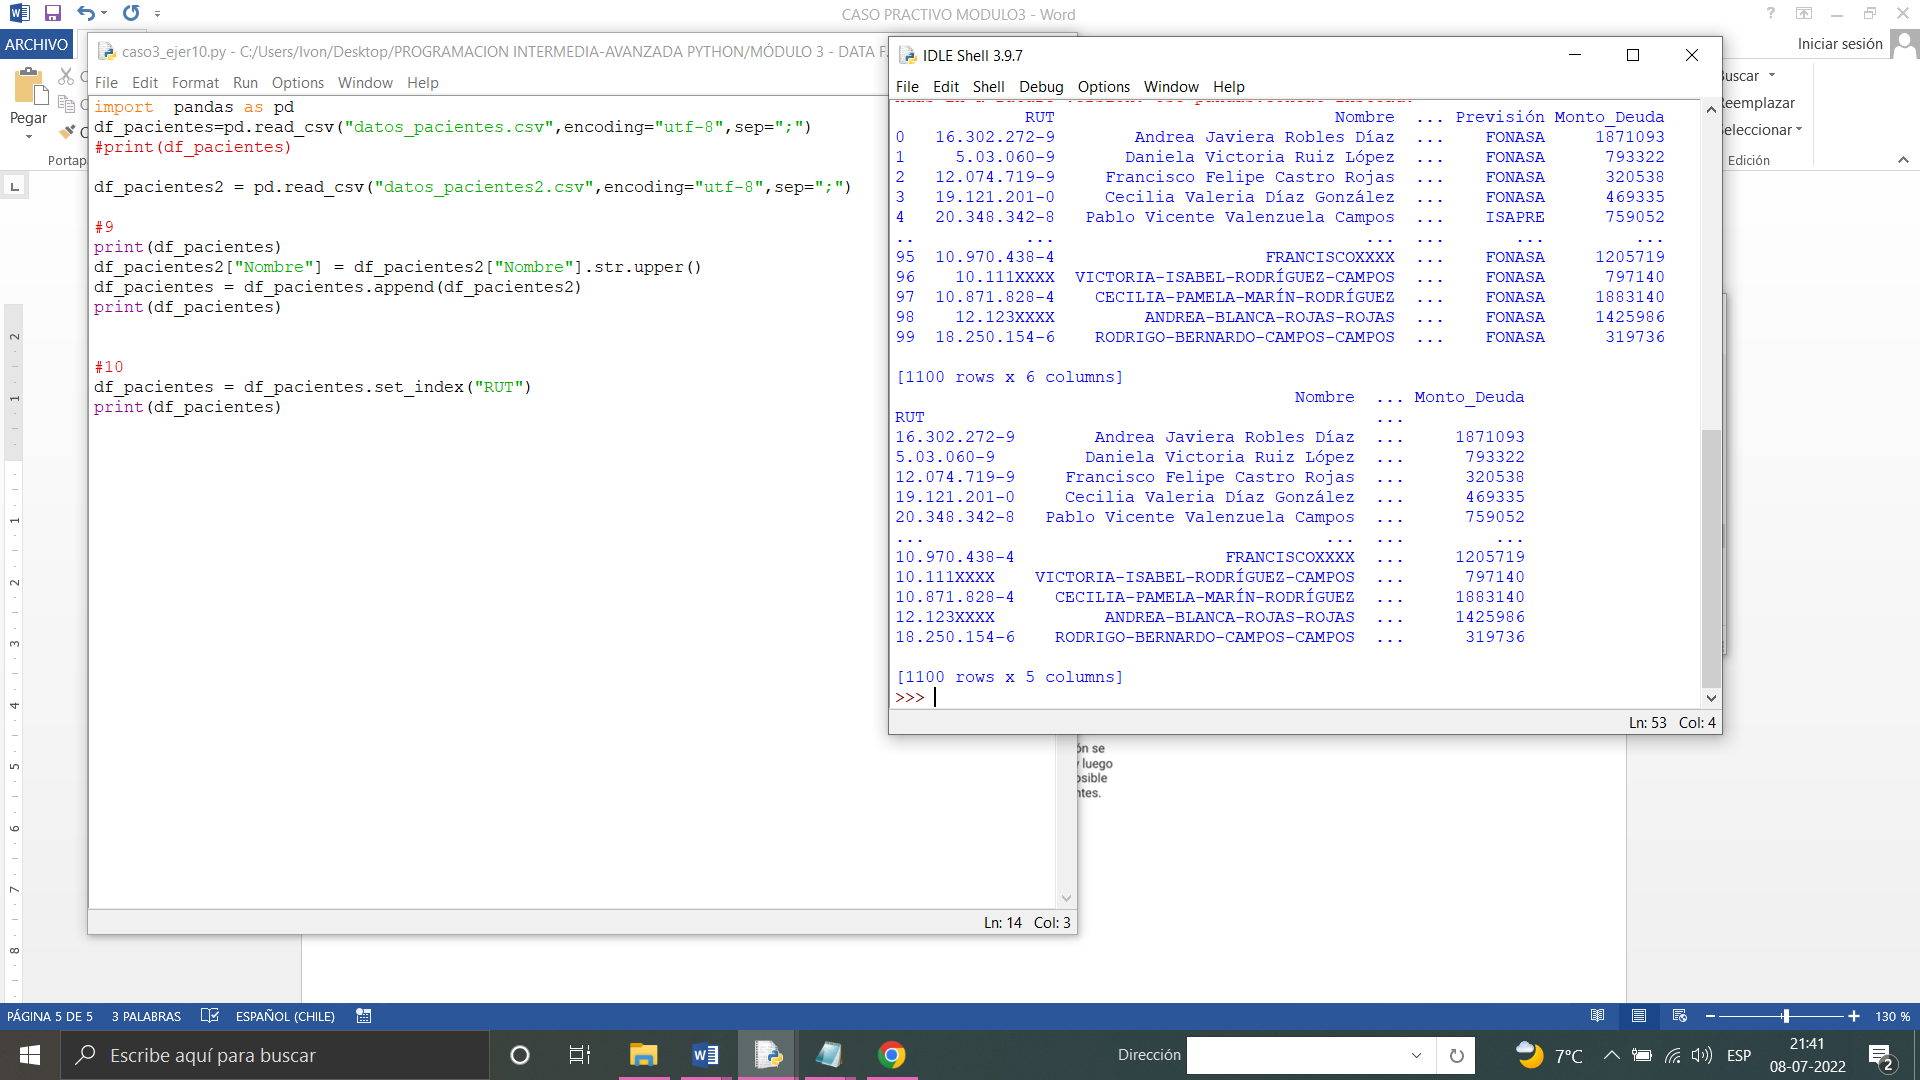 CASO PRACTIVO MODULO3 - Word
ARCHIVO
Iniciar sesión
Pegar
Portap
Buscar
Reemplazar
Seleccionar
Edición
caso3_ejer10.py - C:/Users/Ivon/Desktop/PROGRAMACION INTERMEDIA-AVANZADA PYTHON/MÓDULO 3 - DATA F
File Edit Format Run Options Window Help
import  pandas as pd
df_pacientes=pd.read_csv("datos_pacientes.csv",encoding="utf-8",sep=";")
#print(df_pacientes)
df_pacientes2 = pd.read_csv("datos_pacientes2.csv",encoding="utf-8",sep=";")
#9
print(df_pacientes)
df_pacientes2["Nombre"] = df_pacientes2["Nombre"].str.upper()
df_pacientes = df_pacientes.append(df_pacientes2)
print(df_pacientes)
#10
df_pacientes = df_pacientes.set_index("RUT")
print(df_pacientes)
Ln: 14 Col: 3
IDLE Shell 3.9.7
File Edit Shell Debug Options Window Help
RUT Nombre ... Previsión Monto_Deuda
0 16.302.272-9 Andrea Javiera Robles Díaz ... FONASA 1871093
1 5.03.060-9 Daniela Victoria Ruiz López ... FONASA 793322
2 12.074.719-9 Francisco Felipe Castro Rojas ... FONASA 320538
3 19.121.201-0 Cecilia Valeria Díaz González ... FONASA 469335
4 20.348.342-8 Pablo Vicente Valenzuela Campos ... ISAPRE 759052
.. ... ... ... ... ...
95 10.970.438-4 FRANCISCOXXXX ... FONASA 1205719
96 10.111XXXX VICTORIA-ISABEL-RODRÍGUEZ-CAMPOS ... FONASA 797140
97 10.871.828-4 CECILIA-PAMELA-MARÍN-RODRÍGUEZ ... FONASA 1883140
98 12.123XXXX ANDREA-BLANCA-ROJAS-ROJAS ... FONASA 1425986
99 18.250.154-6 RODRIGO-BERNARDO-CAMPOS-CAMPOS ... FONASA 319736
[1100 rows x 6 columns]
Nombre ... Monto_Deuda
RUT ...
16.302.272-9 Andrea Javiera Robles Díaz ... 1871093
5.03.060-9 Daniela Victoria Ruiz López ... 793322
12.074.719-9 Francisco Felipe Castro Rojas ... 320538
19.121.201-0 Cecilia Valeria Díaz González ... 469335
20.348.342-8 Pablo Vicente Valenzuela Campos ... 759052
... ... ... ...
10.970.438-4 FRANCISCOXXXX ... 1205719
10.111XXXX VICTORIA-ISABEL-RODRÍGUEZ-CAMPOS ... 797140
10.871.828-4 CECILIA-PAMELA-MARÍN-RODRÍGUEZ ... 1883140
12.123XXXX ANDREA-BLANCA-ROJAS-ROJAS ... 1425986
18.250.154-6 RODRIGO-BERNARDO-CAMPOS-CAMPOS ... 319736
[1100 rows x 5 columns]
>>>
Ln: 53 Col: 4
ón se
y luego
osible
ntes.
PÁGINA 5 DE 5 3 PALABRAS ESPAÑOL (CHILE) 130 %
Escribe aquí para buscar
Dirección
7°C
ESP
21:41
08-07-2022
2